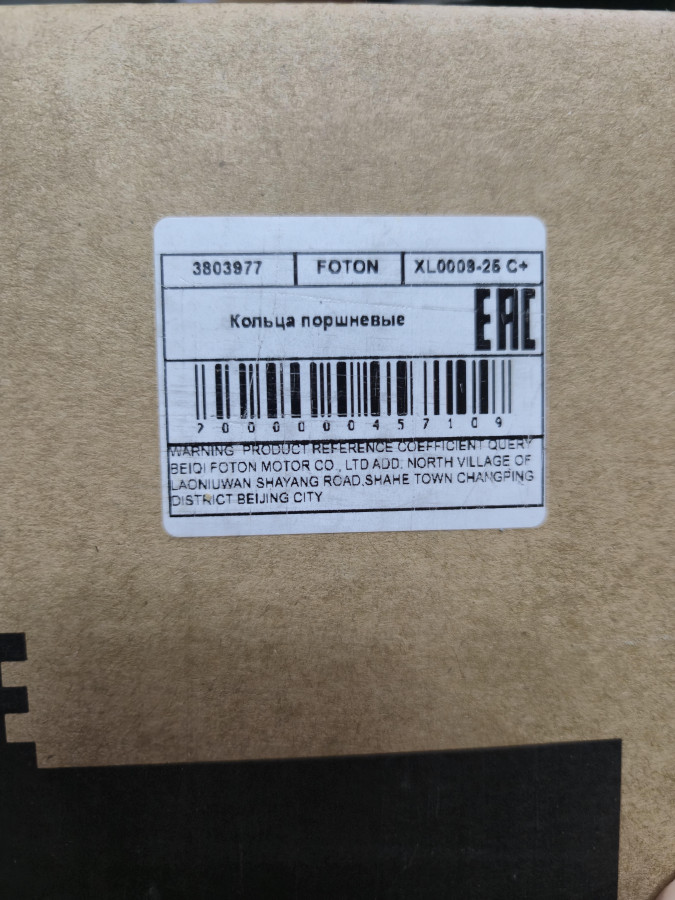 3803977 FOTON XL0009-25 C+
Кольца поршневые EAC
2000000457109
WARNING PRODUCT REFERENCE COEFFICIENT QUERY
BEIQI FOTON MOTOR CO., LTD ADD: NORTH VILLAGE OF
LAONIUWAN SHAYANG ROAD,SHAHE TOWN CHANGPING
DISTRICT BEIJING CITY